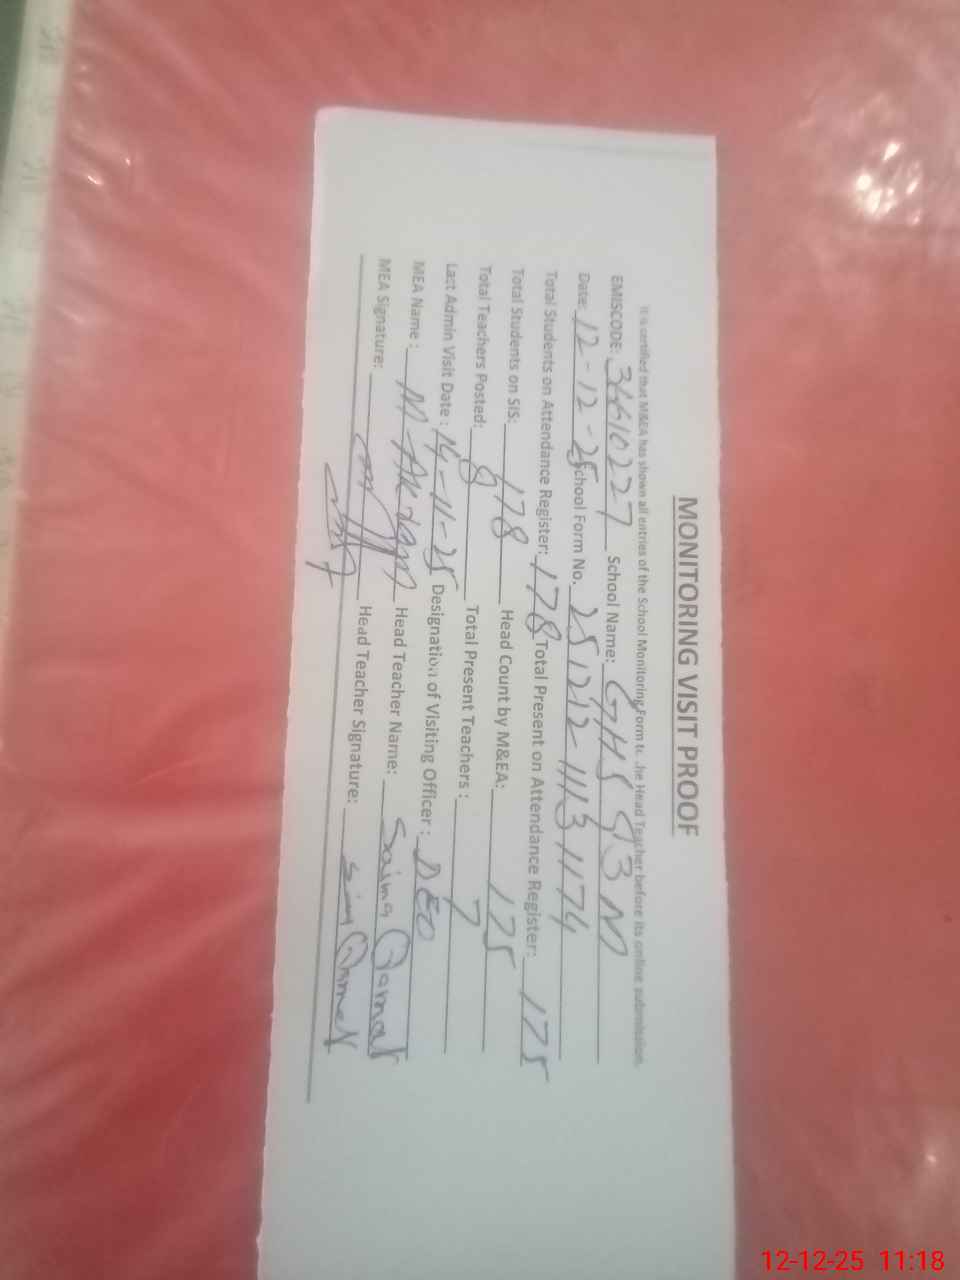 MONITORING VISIT PROOF
It is certified that M&EA has shown all entries of the School Monitoring Form to the Head Teacher before its online submission.
EMISCODE: 36610227 School Name: GHS 93 M
Date: 12-12-25 School Form No. 251212-11131174
Total Students on Attendance Register: 178 Total Present on Attendance Register: 175
Total Students on SIS: 178 Head Count by M&EA: 175
Total Teachers Posted: 8 Total Present Teachers : 7
Last Admin Visit Date : 14-11-25 Designation of Visiting Officer : DEO
MEA Name : Head Teacher Name: Saima
MEA Signature: Head Teacher Signature:
12-12-25 11:18